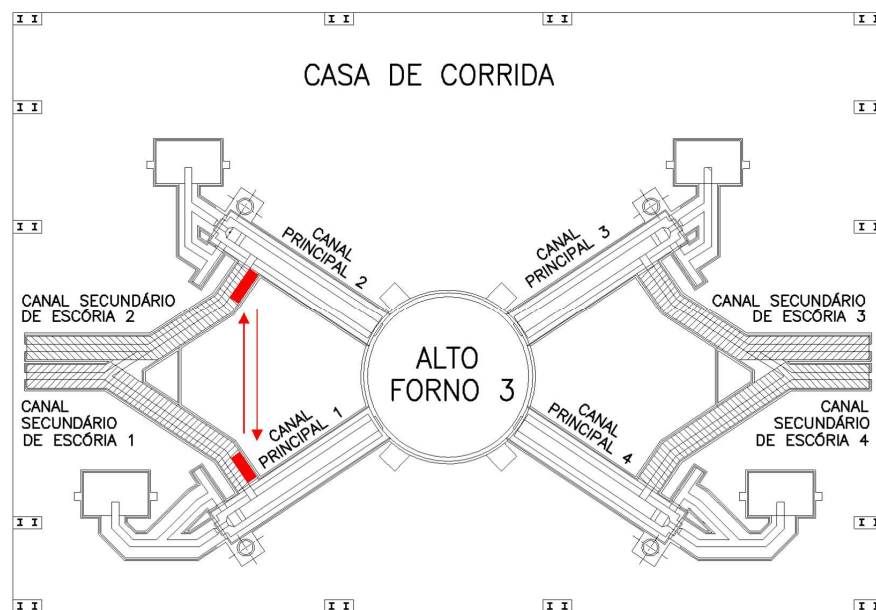 CASA DE CORRIDA
CANAL
PRINCIPAL 2
CANAL
PRINCIPAL 3
CANAL SECUNDÁRIO
DE ESCÓRIA 2
CANAL SECUNDÁRIO
DE ESCÓRIA 3
ALTO
FORNO 3
CANAL
SECUNDÁRIO
DE ESCÓRIA 1
CANAL
PRINCIPAL 1
CANAL
PRINCIPAL 4
CANAL
SECUNDÁRIO
DE ESCÓRIA 4